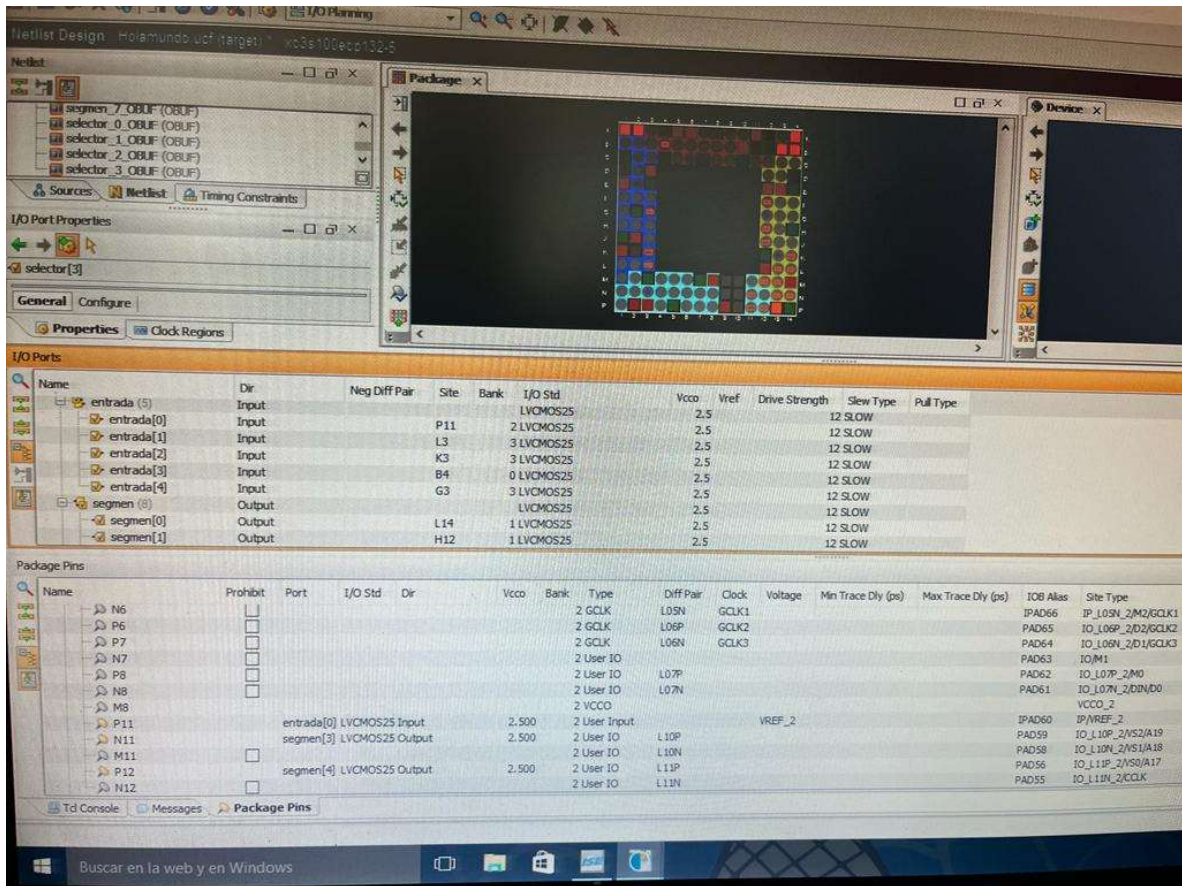 I/O Planning
Netlist Design - Holamundo.ucf (target) * xc3s100ecp132-5
Netlist
segmen_7_OBUF (OBUF)
selector_0_OBUF (OBUF)
selector_1_OBUF (OBUF)
selector_2_OBUF (OBUF)
selector_3_OBUF (OBUF)
Sources Netlist Timing Constraints
I/O Port Properties
selector[3]
General Configure
Properties Clock Regions
Package
Device
I/O Ports
Name Dir Neg Diff Pair Site Bank I/O Std Vcco Vref Drive Strength Slew Type Pull Type
entrada (5) Input LVCMOS25 2.5 12 SLOW
entrada[0] Input P11 2 LVCMOS25 2.5 12 SLOW
entrada[1] Input L3 3 LVCMOS25 2.5 12 SLOW
entrada[2] Input K3 3 LVCMOS25 2.5 12 SLOW
entrada[3] Input B4 0 LVCMOS25 2.5 12 SLOW
entrada[4] Input G3 3 LVCMOS25 2.5 12 SLOW
segmen (8) Output LVCMOS25 2.5 12 SLOW
segmen[0] Output L14 1 LVCMOS25 2.5 12 SLOW
segmen[1] Output H12 1 LVCMOS25 2.5 12 SLOW
Package Pins
Name Prohibit Port I/O Std Dir Vcco Bank Type Diff Pair Clock Voltage Min Trace Dly (ps) Max Trace Dly (ps) IOB Alias Site Type
N6 2 GCLK L05N GCLK1 IPAD66 IP_L05N_2/M2/GCLK1
P6 2 GCLK L06P GCLK2 PAD65 IO_L06P_2/D2/GCLK2
P7 2 GCLK L06N GCLK3 PAD64 IO_L06N_2/D1/GCLK3
N7 2 User IO PAD63 IO/M1
P8 2 User IO L07P PAD62 IO_L07P_2/M0
N8 2 User IO L07N PAD61 IO_L07N_2/DIN/D0
M8 2 VCCO VCCO_2
P11 entrada[0] LVCMOS25 Input 2.500 2 User Input VREF_2 IPAD60 IP/VREF_2
N11 segmen[3] LVCMOS25 Output 2.500 2 User IO L10P PAD59 IO_L10P_2/VS2/A19
M11 2 User IO L10N PAD58 IO_L10N_2/VS1/A18
P12 segmen[4] LVCMOS25 Output 2.500 2 User IO L11P PAD56 IO_L11P_2/VS0/A17
N12 2 User IO L11N PAD55 IO_L11N_2/CCLK
Tcl Console Messages Package Pins
Buscar en la web y en Windows
ISE